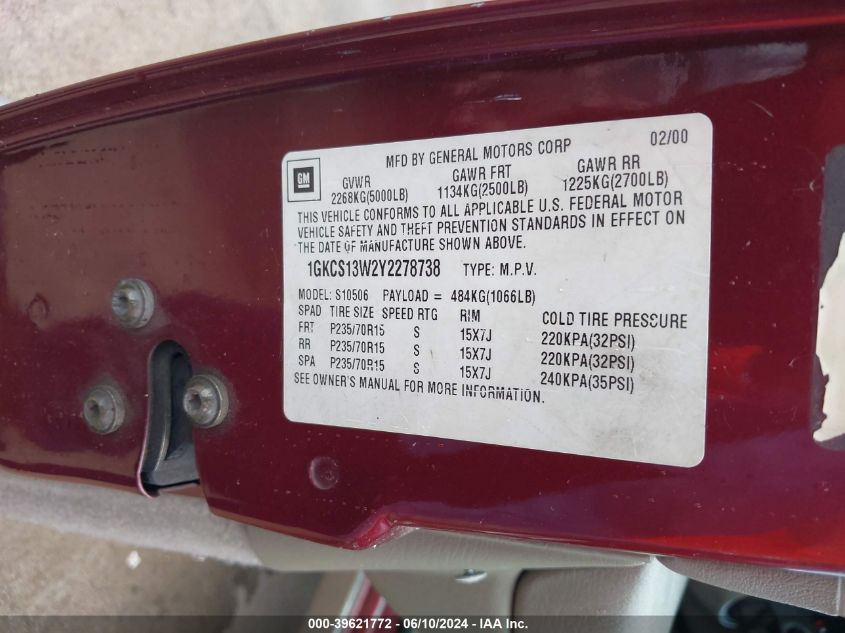 GM
MFD BY GENERAL MOTORS CORP 02/00
GVWR GAWR FRT GAWR RR
2268KG(5000LB) 1134KG(2500LB) 1225KG(2700LB)
THIS VEHICLE CONFORMS TO ALL APPLICABLE U.S. FEDERAL MOTOR
VEHICLE SAFETY AND THEFT PREVENTION STANDARDS IN EFFECT ON
THE DATE OF MANUFACTURE SHOWN ABOVE.
1GKCS13W2Y2278738 TYPE: M.P.V.
MODEL: S10506 PAYLOAD = 484KG(1066LB)
SPAD TIRE SIZE SPEED RTG RIM COLD TIRE PRESSURE
FRT P235/70R15 S 15X7J 220KPA(32PSI)
RR P235/70R15 S 15X7J 220KPA(32PSI)
SPA P235/70R15 S 15X7J 240KPA(35PSI)
SEE OWNER'S MANUAL FOR MORE INFORMATION.
000-39621772 - 06/10/2024 - IAA Inc.